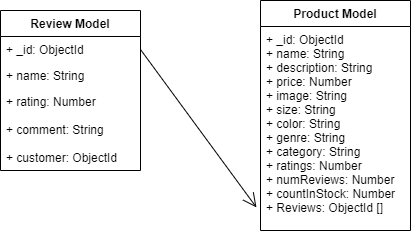 Review Model
+ _id: ObjectId
+ name: String
+ rating: Number
+ comment: String
+ customer: ObjectId
Product Model
+ _id: ObjectId
+ name: String
+ description: String
+ price: Number
+ image: String
+ size: String
+ color: String
+ genre: String
+ category: String
+ ratings: Number
+ numReviews: Number
+ countInStock: Number
+ Reviews: ObjectId []